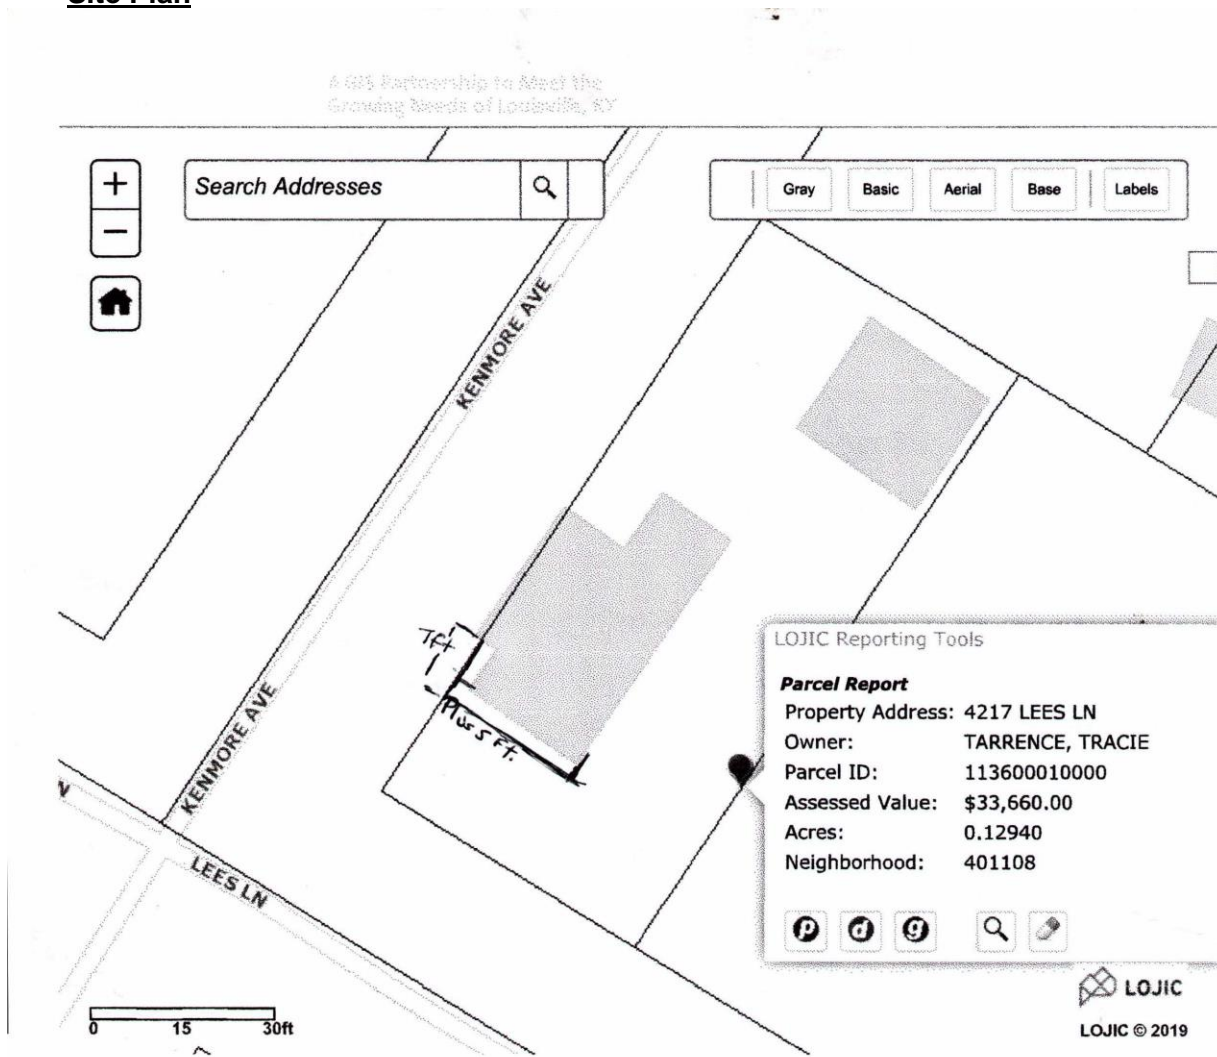 Site Plan
A GIS Partnership to Meet the
Growing Needs of Louisville, KY
+
Search Addresses
Gray Basic Aerial Base Labels
−
KENMORE AVE
7ft
Plus 5 Ft.
KENMORE AVE
N
LEES LN
LOJIC Reporting Tools
Parcel Report
Property Address: 4217 LEES LN
Owner: TARRENCE, TRACIE
Parcel ID: 113600010000
Assessed Value: $33,660.00
Acres: 0.12940
Neighborhood: 401108
p d g
LOJIC
0 15 30ft
LOJIC © 2019